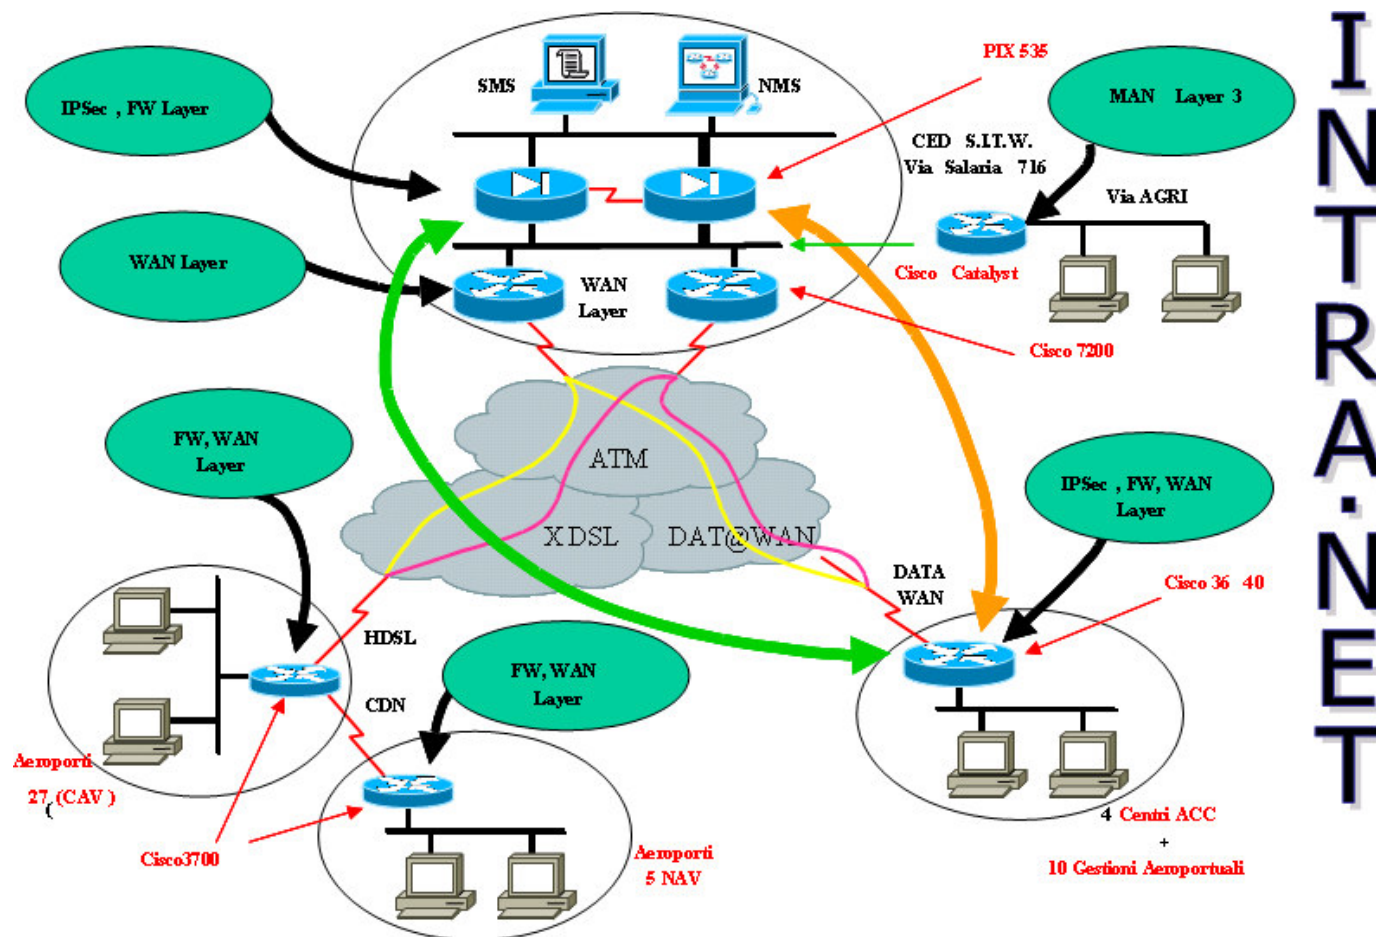 SMS
NMS
PIX 535
IPSec , FW Layer
MAN Layer 3
CED S.I.T.W.
Via Salaria 716
Via AGRI
WAN Layer
WAN
Layer
Cisco Catalyst
Cisco 7200
FW, WAN
Layer
ATM
XDSL
DAT@WAN
IPSec , FW, WAN
Layer
DATA
WAN
Cisco 36 40
HDSL
FW, WAN
Layer
CDN
Aeroporti
27 (CAV )
(
Cisco3700
Aeroporti
5 NAV
4 Centri ACC
+
10 Gestioni Aeroportuali
INTRA.NET